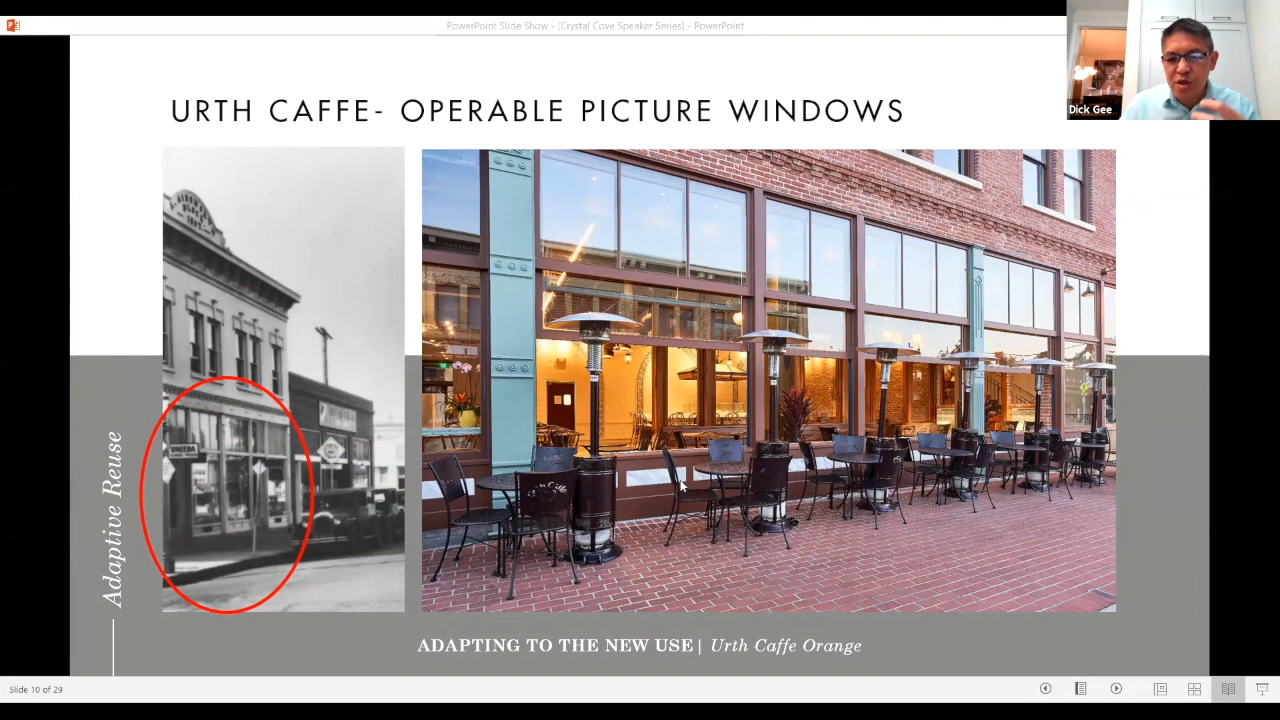 PowerPoint Slide Show - [Crystal Cove Speaker Series] - PowerPoint
Dick Gee
URTH CAFFE- OPERABLE PICTURE WINDOWS
UNEEDA
Adaptive Reuse
ADAPTING TO THE NEW USE| Urth Caffe Orange
Slide 10 of 29